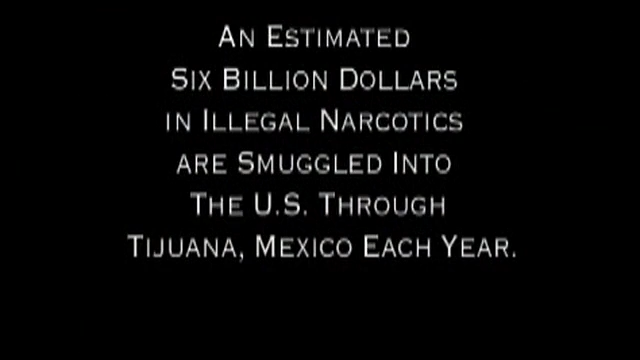 An Estimated
Six Billion Dollars
in Illegal Narcotics
are Smuggled Into
The U.S. Through
Tijuana, Mexico Each Year.